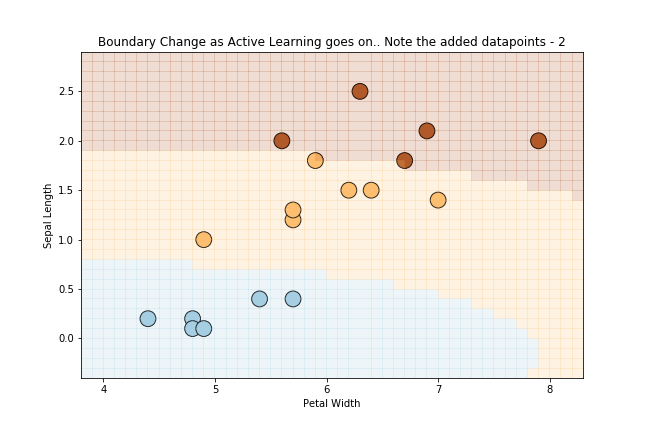 Boundary Change as Active Learning goes on.. Note the added datapoints - 2
2.5
2.0
1.5
1.0
0.5
0.0
Sepal Length
4 5 6 7 8
Petal Width